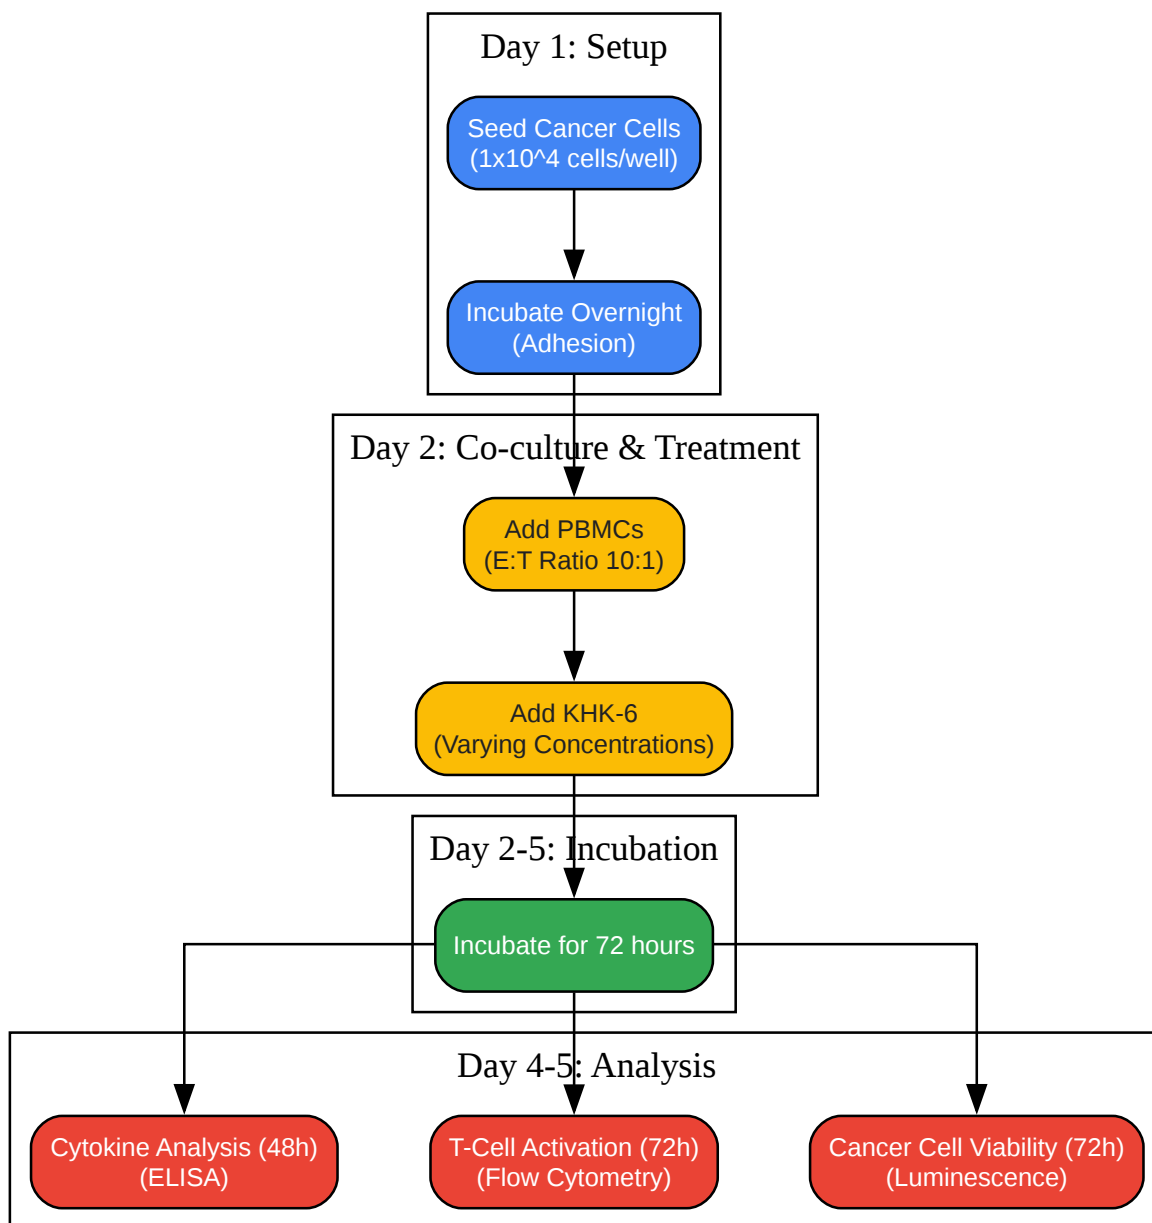 Day 1: Setup
Seed Cancer Cells
(1x10^4 cells/well)
Incubate Overnight
(Adhesion)
Day 2: Co-culture & Treatment
Add PBMCs
(E:T Ratio 10:1)
Add KHK-6
(Varying Concentrations)
Day 2-5: Incubation
Incubate for 72 hours
Day 4-5: Analysis
Cytokine Analysis (48h)
(ELISA)
T-Cell Activation (72h)
(Flow Cytometry)
Cancer Cell Viability (72h)
(Luminescence)